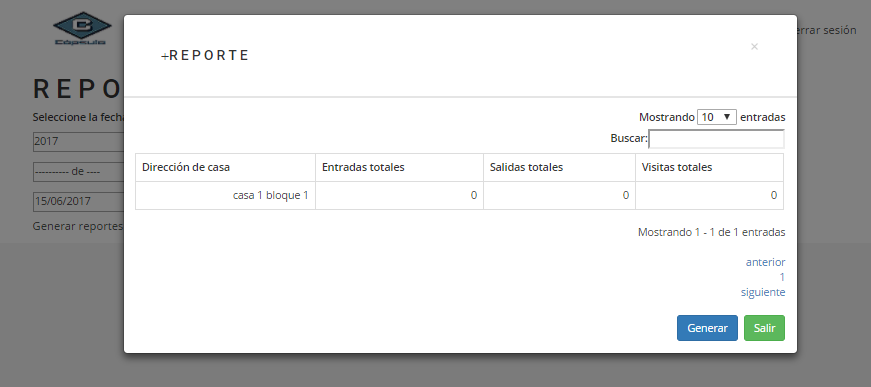 Cápsula
errar sesión
REPO
Seleccione la fecha
2017
---------- de ----
15/06/2017
Generar reportes
+REPORTE
×
Mostrando 10 entradas
Buscar:
Dirección de casa Entradas totales Salidas totales Visitas totales
casa 1 bloque 1 0 0 0
Mostrando 1 - 1 de 1 entradas
anterior
1
siguiente
Generar Salir